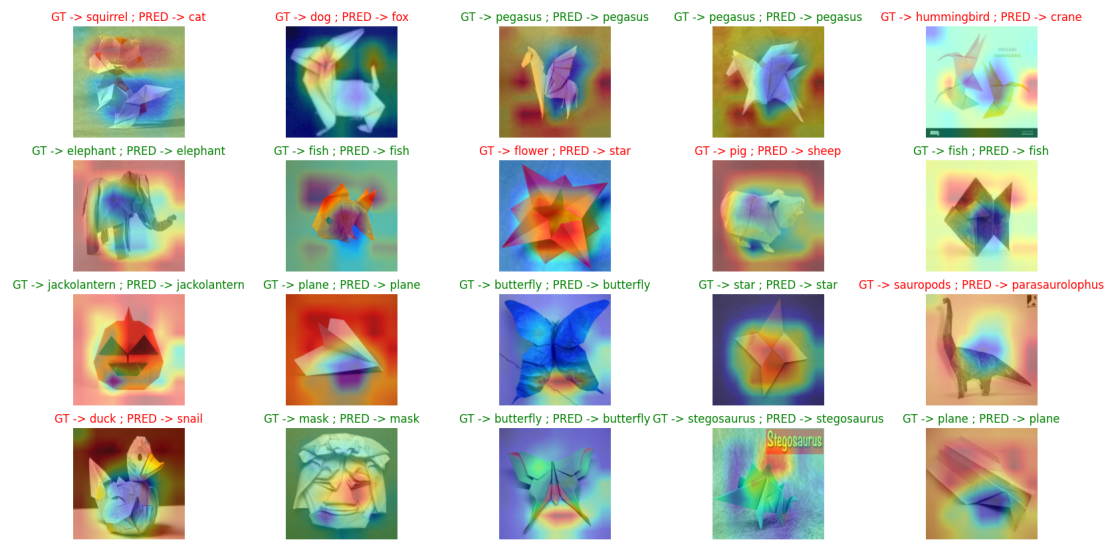 GT -> squirrel ; PRED -> cat
GT -> dog ; PRED -> fox
GT -> pegasus ; PRED -> pegasus
GT -> pegasus ; PRED -> pegasus
GT -> hummingbird ; PRED -> crane
GT -> elephant ; PRED -> elephant
GT -> fish ; PRED -> fish
GT -> flower ; PRED -> star
GT -> pig ; PRED -> sheep
GT -> fish ; PRED -> fish
GT -> jackolantern ; PRED -> jackolantern
GT -> plane ; PRED -> plane
GT -> butterfly ; PRED -> butterfly
GT -> star ; PRED -> star
GT -> sauropods ; PRED -> parasaurolophus
GT -> duck ; PRED -> snail
GT -> mask ; PRED -> mask
GT -> butterfly ; PRED -> butterfly
GT -> stegosaurus ; PRED -> stegosaurus
GT -> plane ; PRED -> plane
Stegosaurus